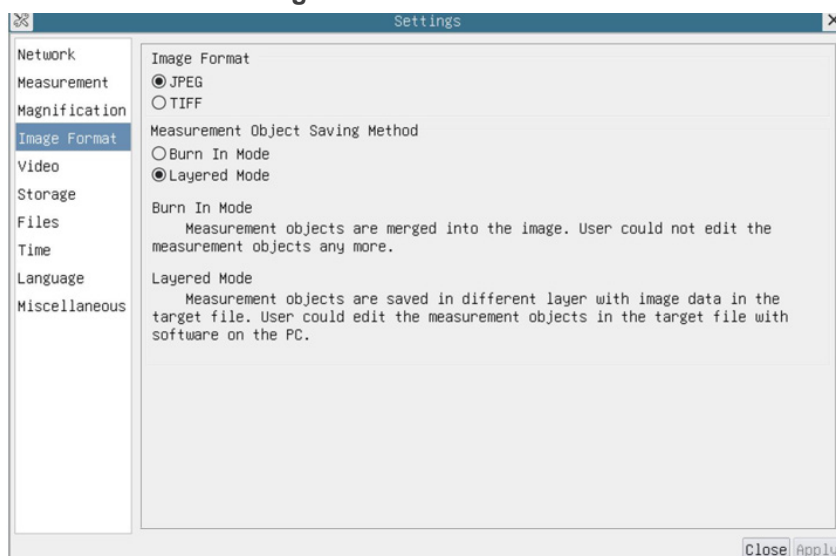 Settings
Network
Measurement
Magnification
Image Format
Video
Storage
Files
Time
Language
Miscellaneous
Image Format
JPEG
TIFF
Measurement Object Saving Method
Burn In Mode
Layered Mode
Burn In Mode
Measurement objects are merged into the image. User could not edit the
measurement objects any more.
Layered Mode
Measurement objects are saved in different layer with image data in the
target file. User could edit the measurement objects in the target file with
software on the PC.
Close Apply